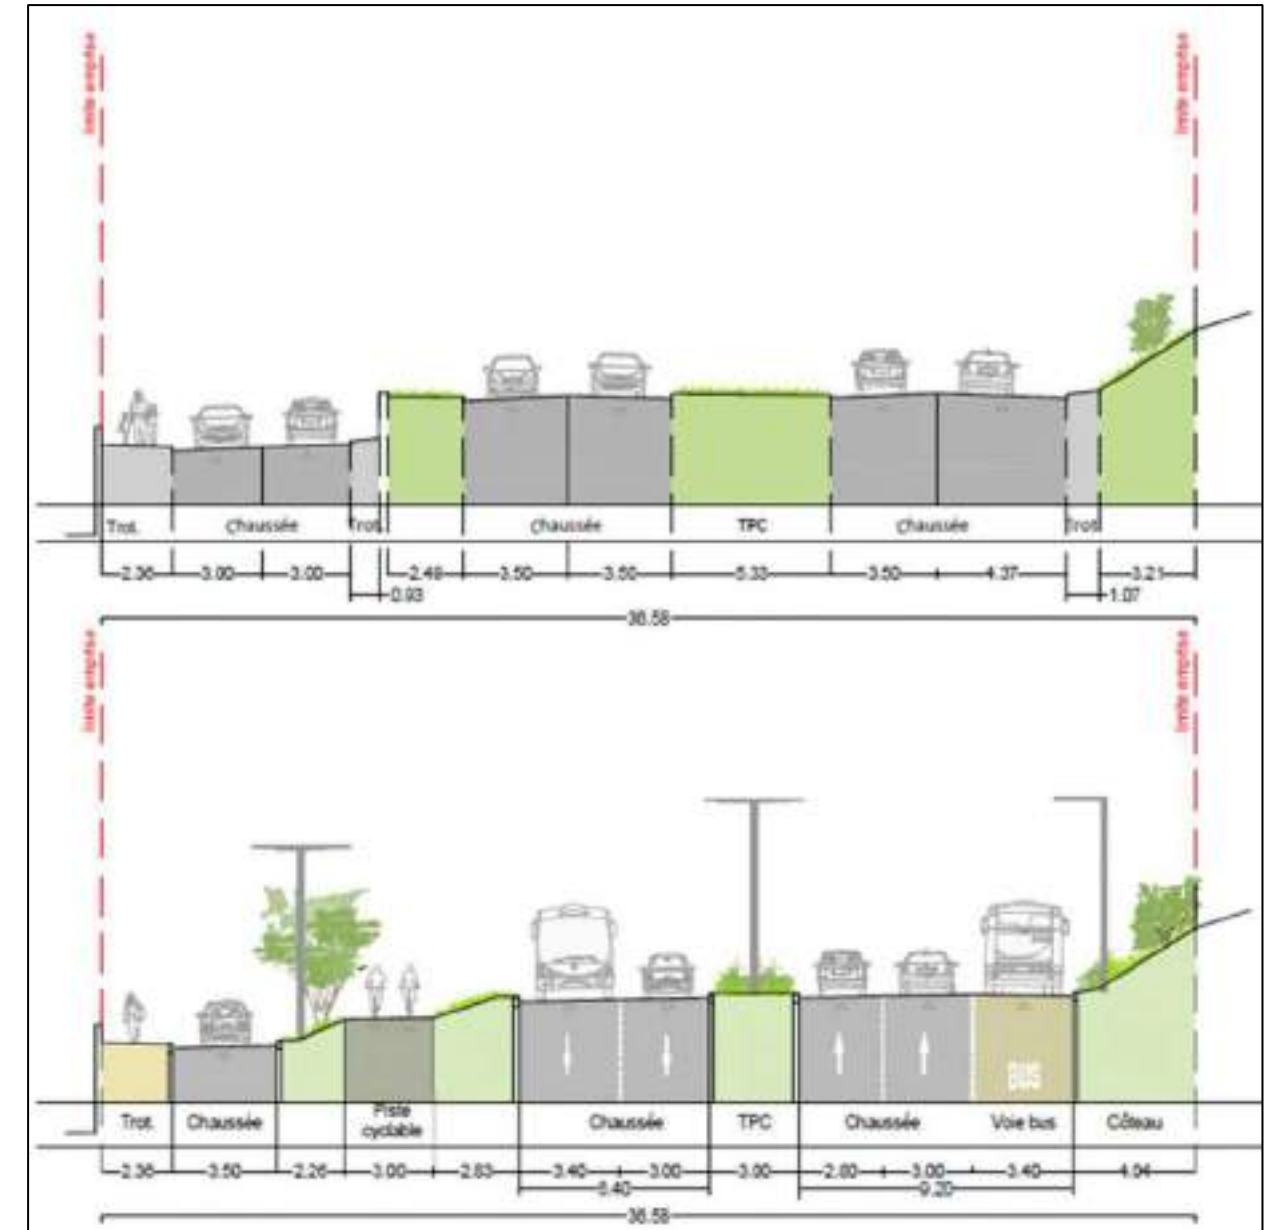 limite emprise
limite emprise
Trot.
Chaussée
Trot
Chaussée
TPC
Chaussée
Trot
2.36
3.00
3.00
2.48
3.50
3.50
5.33
3.50
4.37
3.21
0.93
1.07
36.58
limite emprise
limite emprise
BUS
BUS
Trot.
Chaussée
Piste
cyclable
Chaussée
TPC
Chaussée
Voie bus
Côteau
2.36
3.50
2.26
3.00
2.83
3.40
3.00
3.00
2.80
3.00
3.40
4.04
6.40
9.20
36.58